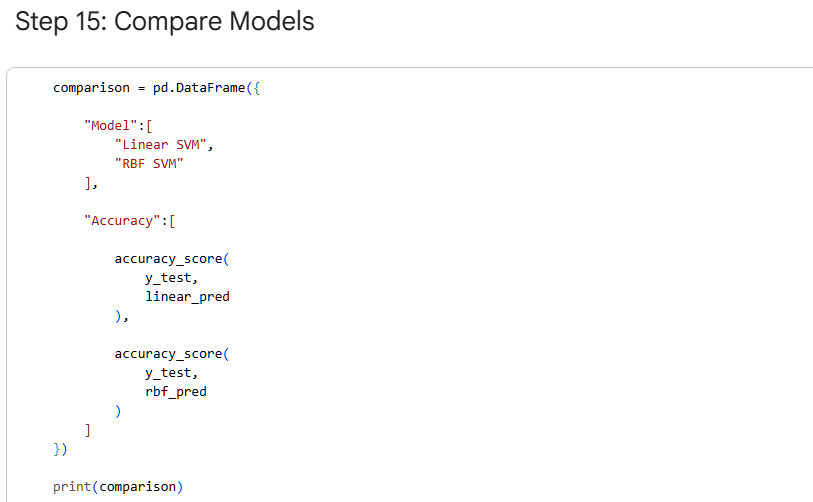 Step 15: Compare Models
comparison = pd.DataFrame({
"Model":[
"Linear SVM",
"RBF SVM"
],
"Accuracy":[
accuracy_score(
y_test,
linear_pred
),
accuracy_score(
y_test,
rbf_pred
)
]
})
print(comparison)